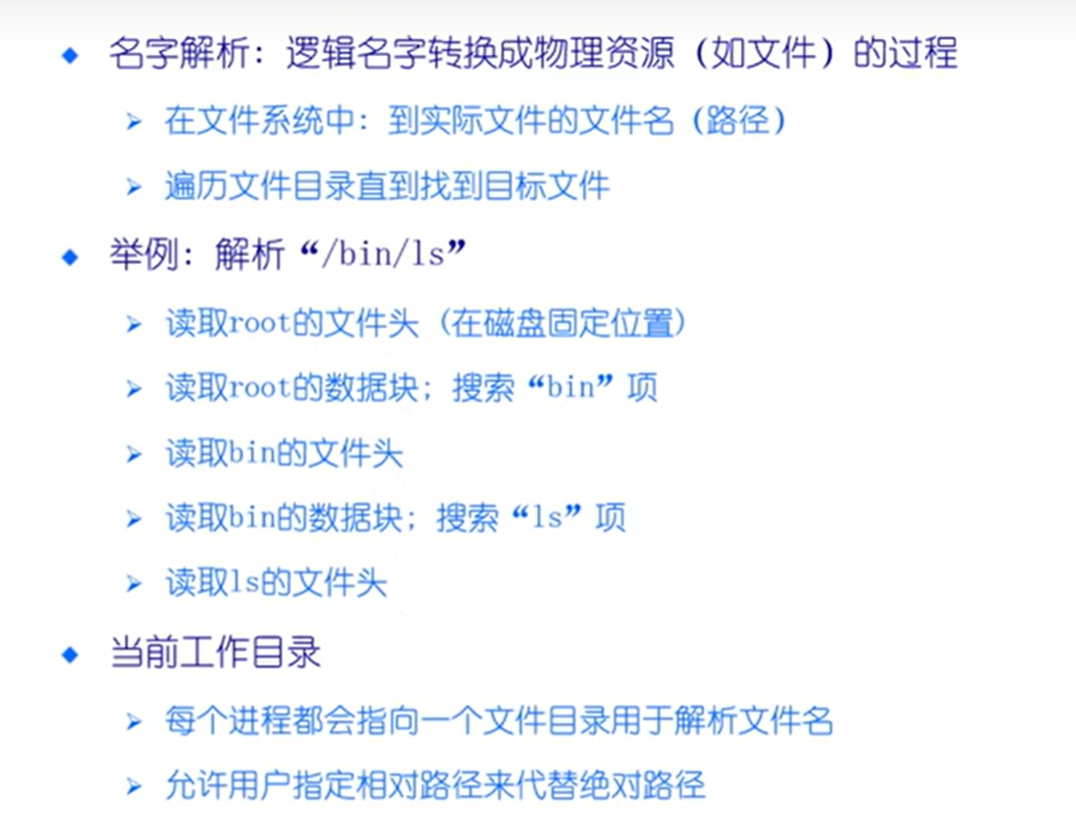 名字解析：逻辑名字转换成物理资源（如文件）的过程
在文件系统中：到实际文件的文件名（路径）
遍历文件目录直到找到目标文件
举例：解析“/bin/ls”
读取root的文件头（在磁盘固定位置）
读取root的数据块；搜索“bin”项
读取bin的文件头
读取bin的数据块；搜索“ls”项
读取ls的文件头
当前工作目录
每个进程都会指向一个文件目录用于解析文件名
允许用户指定相对路径来代替绝对路径